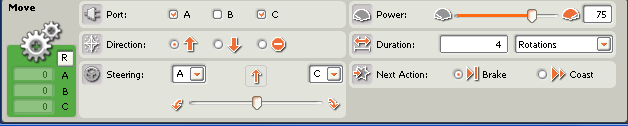 Move
Port: A B C
Power: 75
Direction:
Duration: 4 Rotations
Steering: A C
Next Action: Brake Coast
R
0 A
0 B
0 C